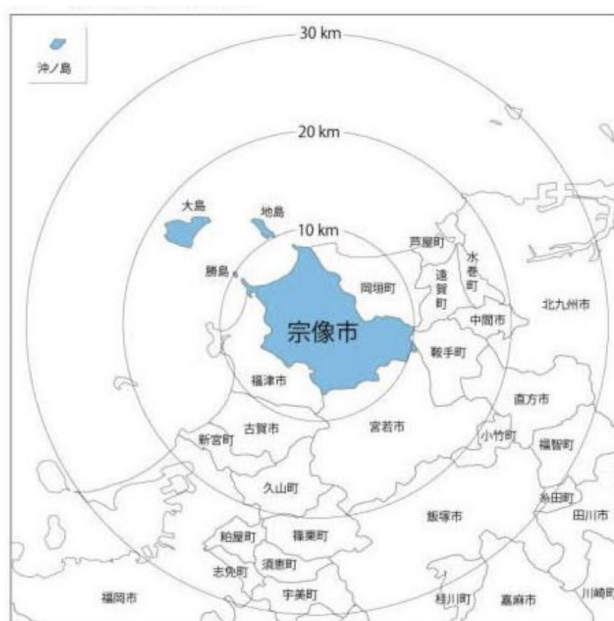 30 km
沖ノ島
20 km
大島
地島
10 km
芦屋町
水巻町
勝島
遠賀町
岡垣町
北九州市
中間市
宗像市
鞍手町
福津市
直方市
宮若市
古賀市
小竹町
新宮町
福智町
久山町
糸田町
飯塚市
田川市
粕屋町
篠栗町
須恵町
志免町
川崎町
宇美町
福岡市
桂川町
嘉麻市